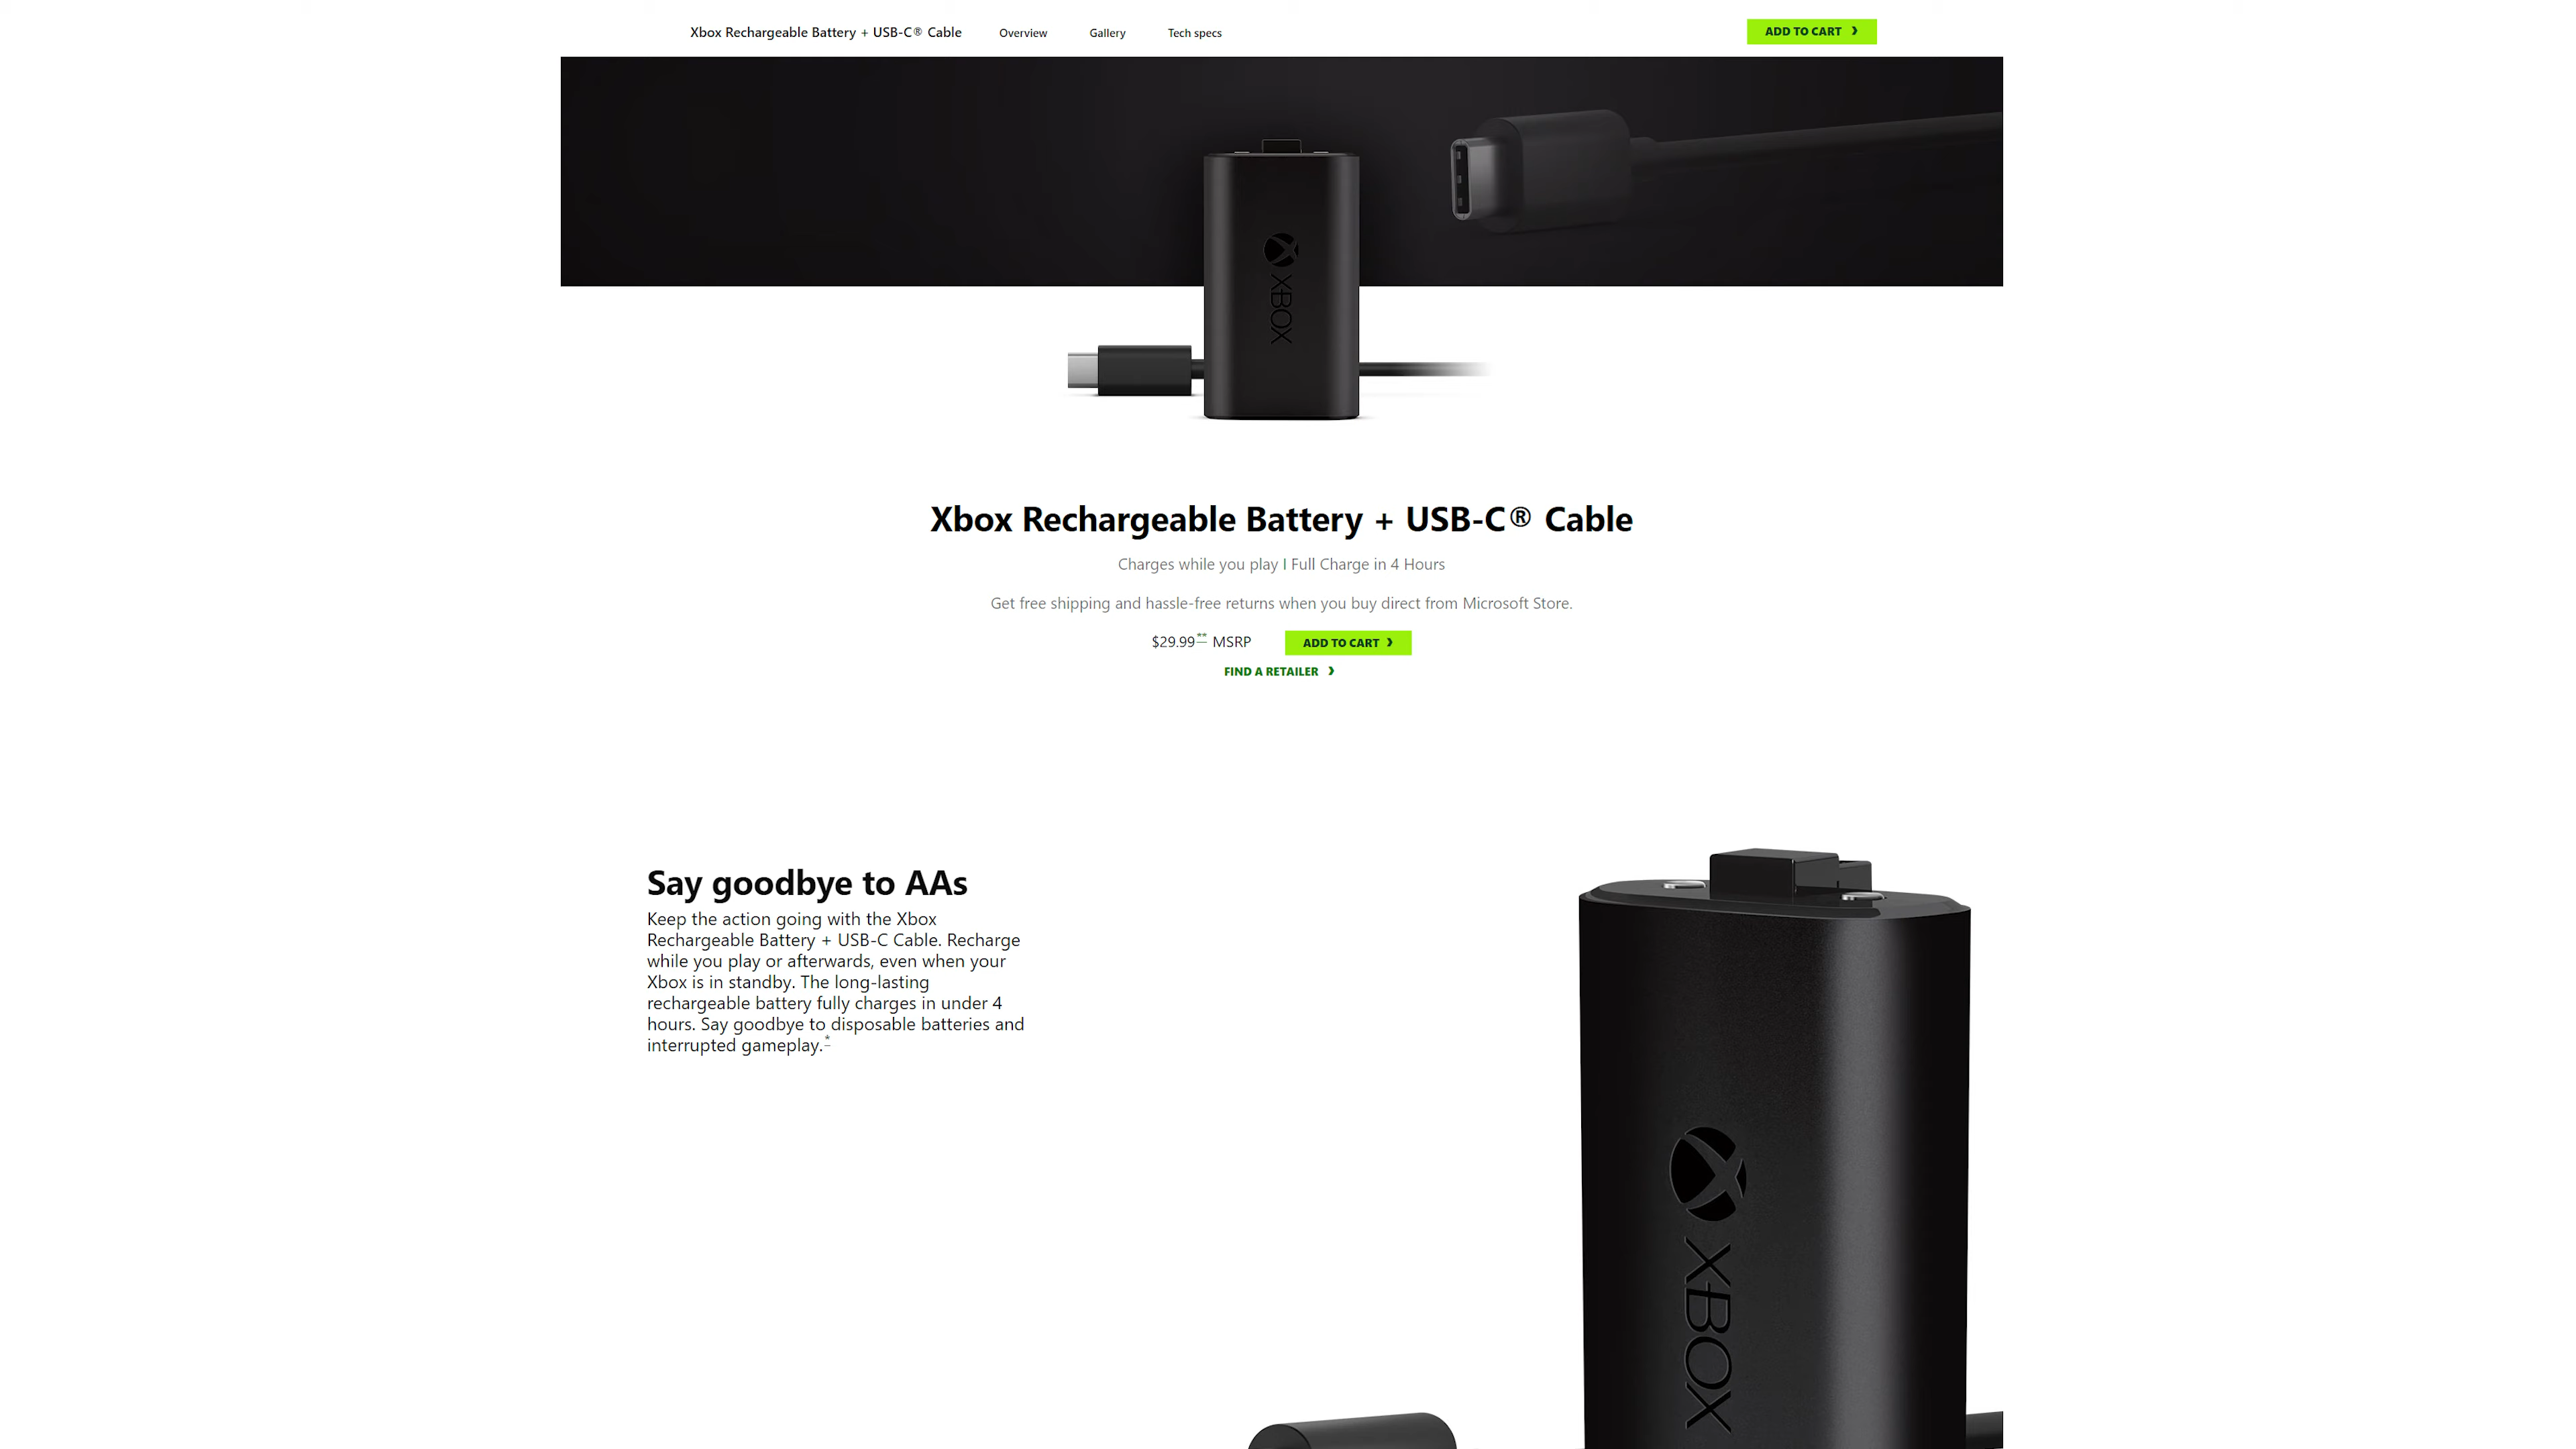 Xbox Rechargeable Battery + USB-C® Cable
Overview
Gallery
Tech specs
ADD TO CART
XBOX
Xbox Rechargeable Battery + USB-C® Cable
Charges while you play I Full Charge in 4 Hours
Get free shipping and hassle-free returns when you buy direct from Microsoft Store.
$29.99** MSRP
ADD TO CART
FIND A RETAILER
Say goodbye to AAs
Keep the action going with the Xbox
Rechargeable Battery + USB-C Cable. Recharge
while you play or afterwards, even when your
Xbox is in standby. The long-lasting
rechargeable battery fully charges in under 4
hours. Say goodbye to disposable batteries and
interrupted gameplay.*
XBOX